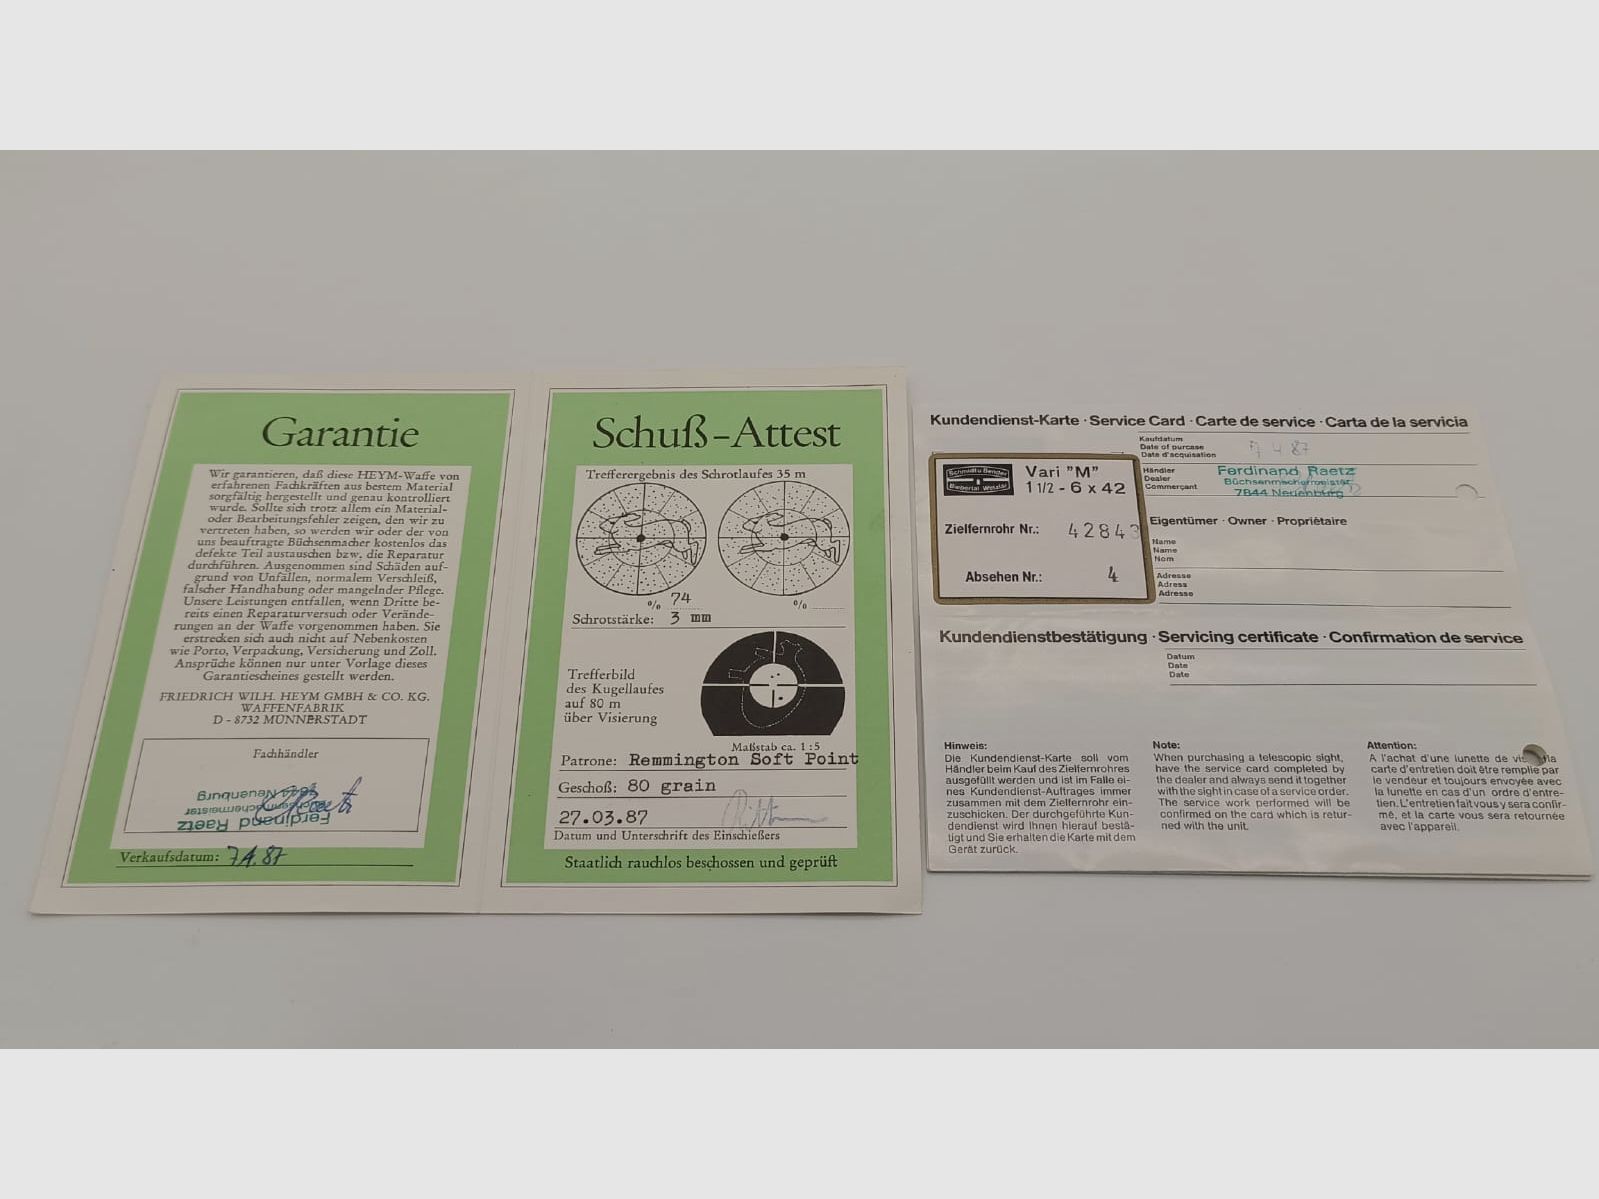 Garantie
Wir garantieren, daß diese HEYM-Waffe von
erfahrenen Fachkräften aus bestem Material
sorgfältig hergestellt und genau kontrolliert
wurde. Sollte sich trotz allem ein Material-
oder Bearbeitungsfehler zeigen, den wir zu
vertreten haben, so werden wir oder der von
uns beauftragte Büchsenmacher kostenlos das
defekte Teil austauschen bzw. die Reparatur
durchführen. Ausgenommen sind Schäden auf-
grund von Unfällen, normalem Verschleiß,
falscher Handhabung oder mangelnder Pflege.
Unsere Leistungen entfallen, wenn Dritte be-
reits einen Reparaturversuch oder Verände-
rungen an der Waffe vorgenommen haben. Sie
erstrecken sich auch nicht auf Nebenkosten
wie Porto, Verpackung, Versicherung und Zoll.
Ansprüche können nur unter Vorlage dieses
Garantiescheines gestellt werden.
FRIEDRICH WILH. HEYM GMBH & CO. KG.
WAFFENFABRIK
D - 8732 MÜNNERSTADT
Fachhändler
Ferdinand Raetz
Büchsenmachermeister
7844 Neuenburg
Raetz
Verkaufsdatum: 7.4.87
Schuß-Attest
Trefferergebnis des Schrotlaufes 35 m
% 74
%
Schrotstärke: 3 mm
Trefferbild
des Kugellaufes
auf 80 m
über Visierung
Maßstab ca. 1:5
Patrone: Remmington Soft Point
Geschoß: 80 grain
27.03.87
Datum und Unterschrift des Einschießers
Staatlich rauchlos beschossen und geprüft
Kundendienst-Karte · Service Card · Carte de service · Carta de la servicia
Schmidt u Bender
Biebertal Wetzlar
Vari "M"
1 1/2 - 6 x 42
Zielfernrohr Nr.: 42843
Absehen Nr.: 4
Kaufdatum
Date of purcase
Date d'acquisation
7 4 87
Händler
Dealer
Commerçant
Ferdinand Raetz
Büchsenmachermeister
7844 Neuenburg
Eigentümer · Owner · Propriètaire
Name
Name
Nom
Adresse
Adress
Adresse
Kundendienstbestätigung · Servicing certificate · Confirmation de service
Datum
Date
Date
Hinweis:
Die Kundendienst-Karte soll vom
Händler beim Kauf des Zielfernrohres
ausgefüllt werden und ist im Falle ei-
nes Kundendienst-Auftrages immer
zusammen mit dem Zielfernrohr ein-
zuschicken. Der durchgeführte Kun-
dendienst wird Ihnen hierauf bestä-
tigt und Sie erhalten die Karte mit dem
Gerät zurück.
Note:
When purchasing a telescopic sight,
have the service card completed by
the dealer and always send it together
with the sight in case of a service order.
The service work performed will be
confirmed on the card which is retur-
ned with the unit.
Attention:
A l'achat d'une lunette de la
carte d'entretien doit être remplie par
le vendeur et toujours envoyée avec
la lunette en cas d'un ordre d'entre-
tien. L'entretien fait vous y sera confir-
mé, et la carte vous sera retournée
avec l'appareil.